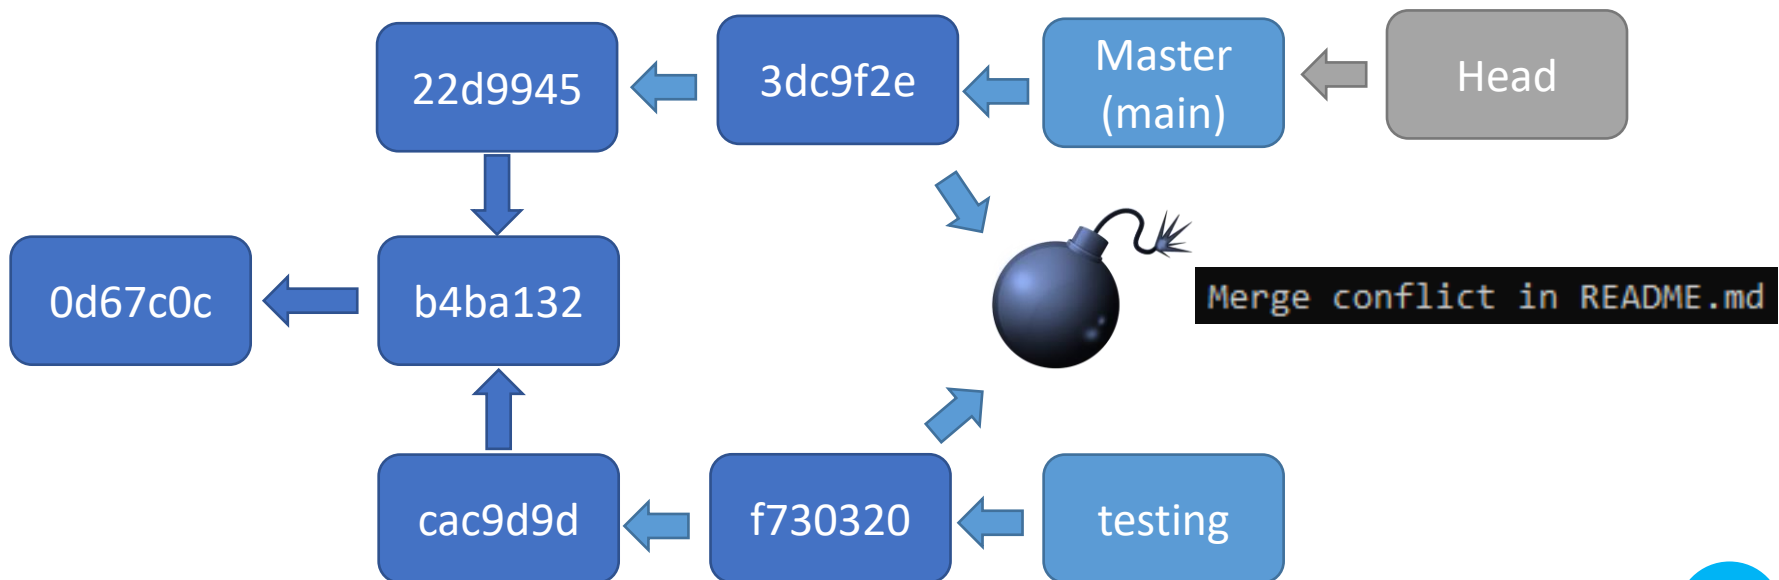 22d9945
3dc9f2e
Master
(main)
Head
0d67c0c
b4ba132
Merge conflict in README.md
cac9d9d
f730320
testing